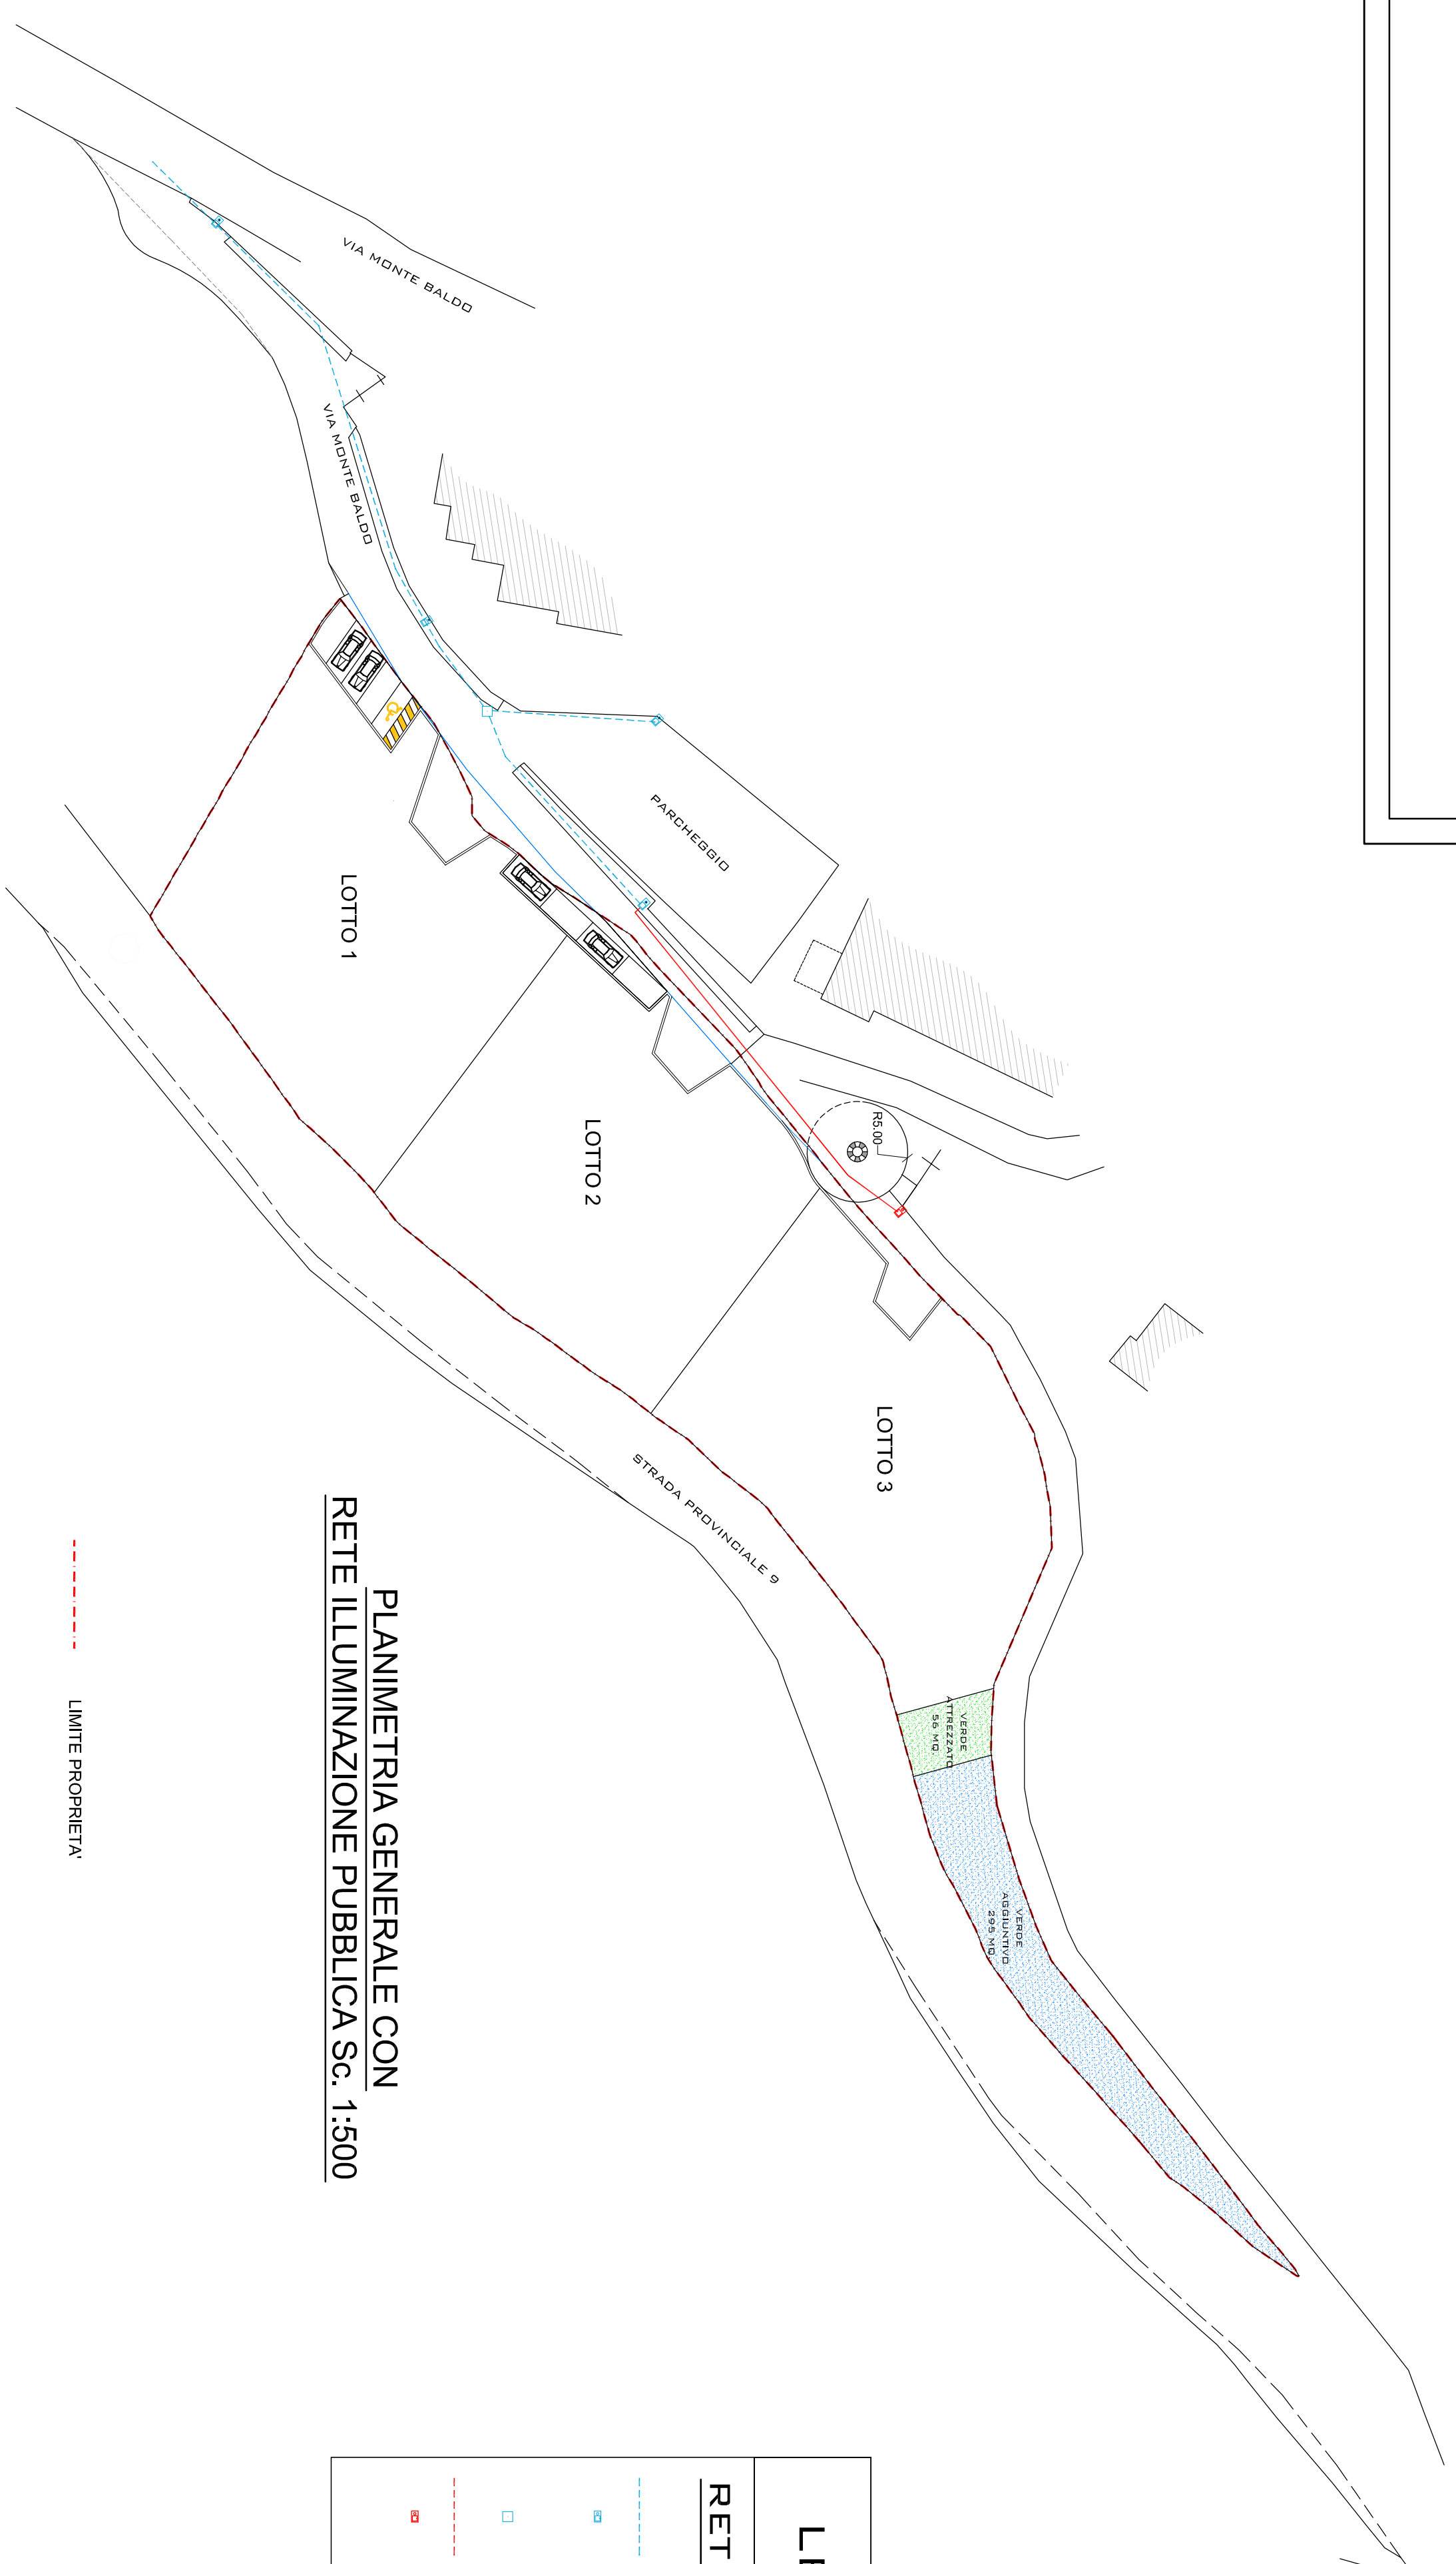 VIA MONTE BALDO
VIA MONTE BALDO
PARCHEGGIO
R5.00
LOTTO 1
LOTTO 2
LOTTO 3
STRADA PROVINCIALE 9
VERDE
ATTREZZATO
56 MQ.
VERDE
AGGIUNTIVO
295 MQ.
PLANIMETRIA GENERALE CON
RETE ILLUMINAZIONE PUBBLICA Sc. 1:500
LIMITE PROPRIETA'
RET